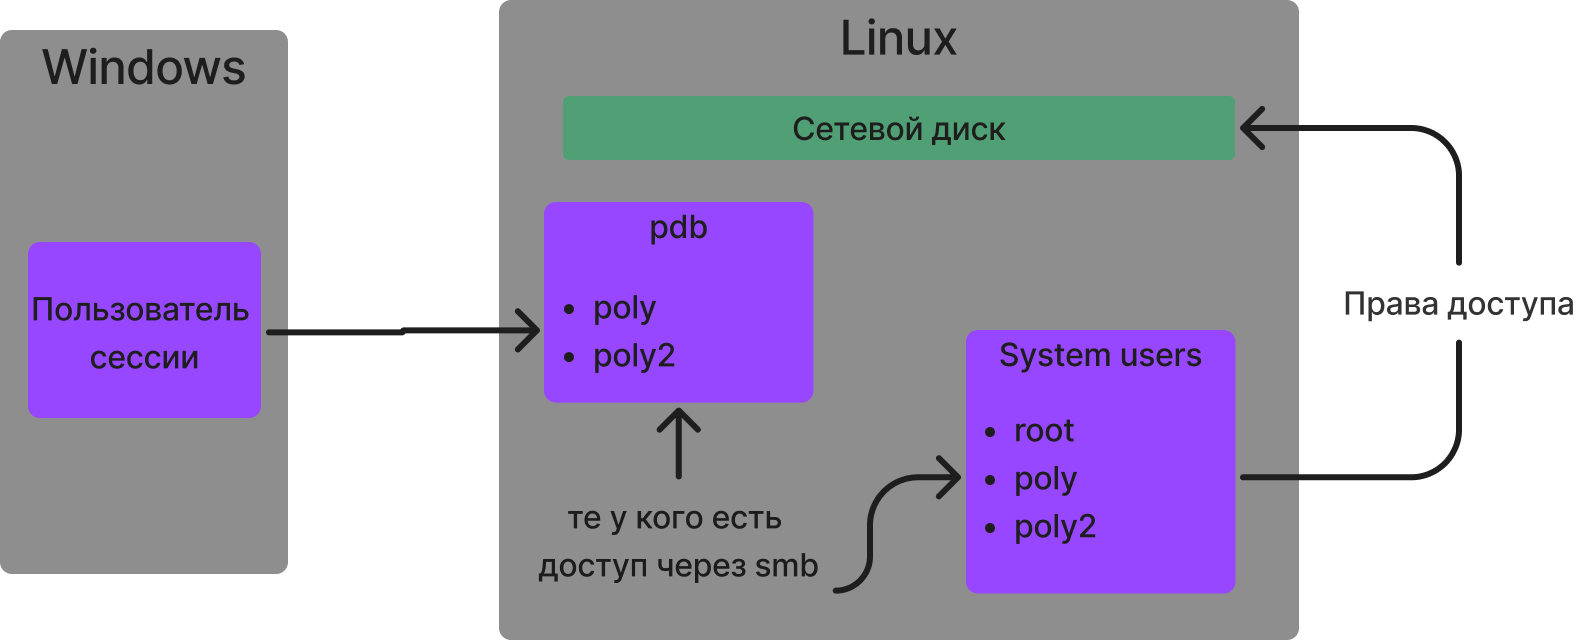 Windows
Пользователь
сессии
Linux
Сетевой диск
pdb
• poly
• poly2
те у кого есть
доступ через smb
System users
• root
• poly
• poly2
Права доступа